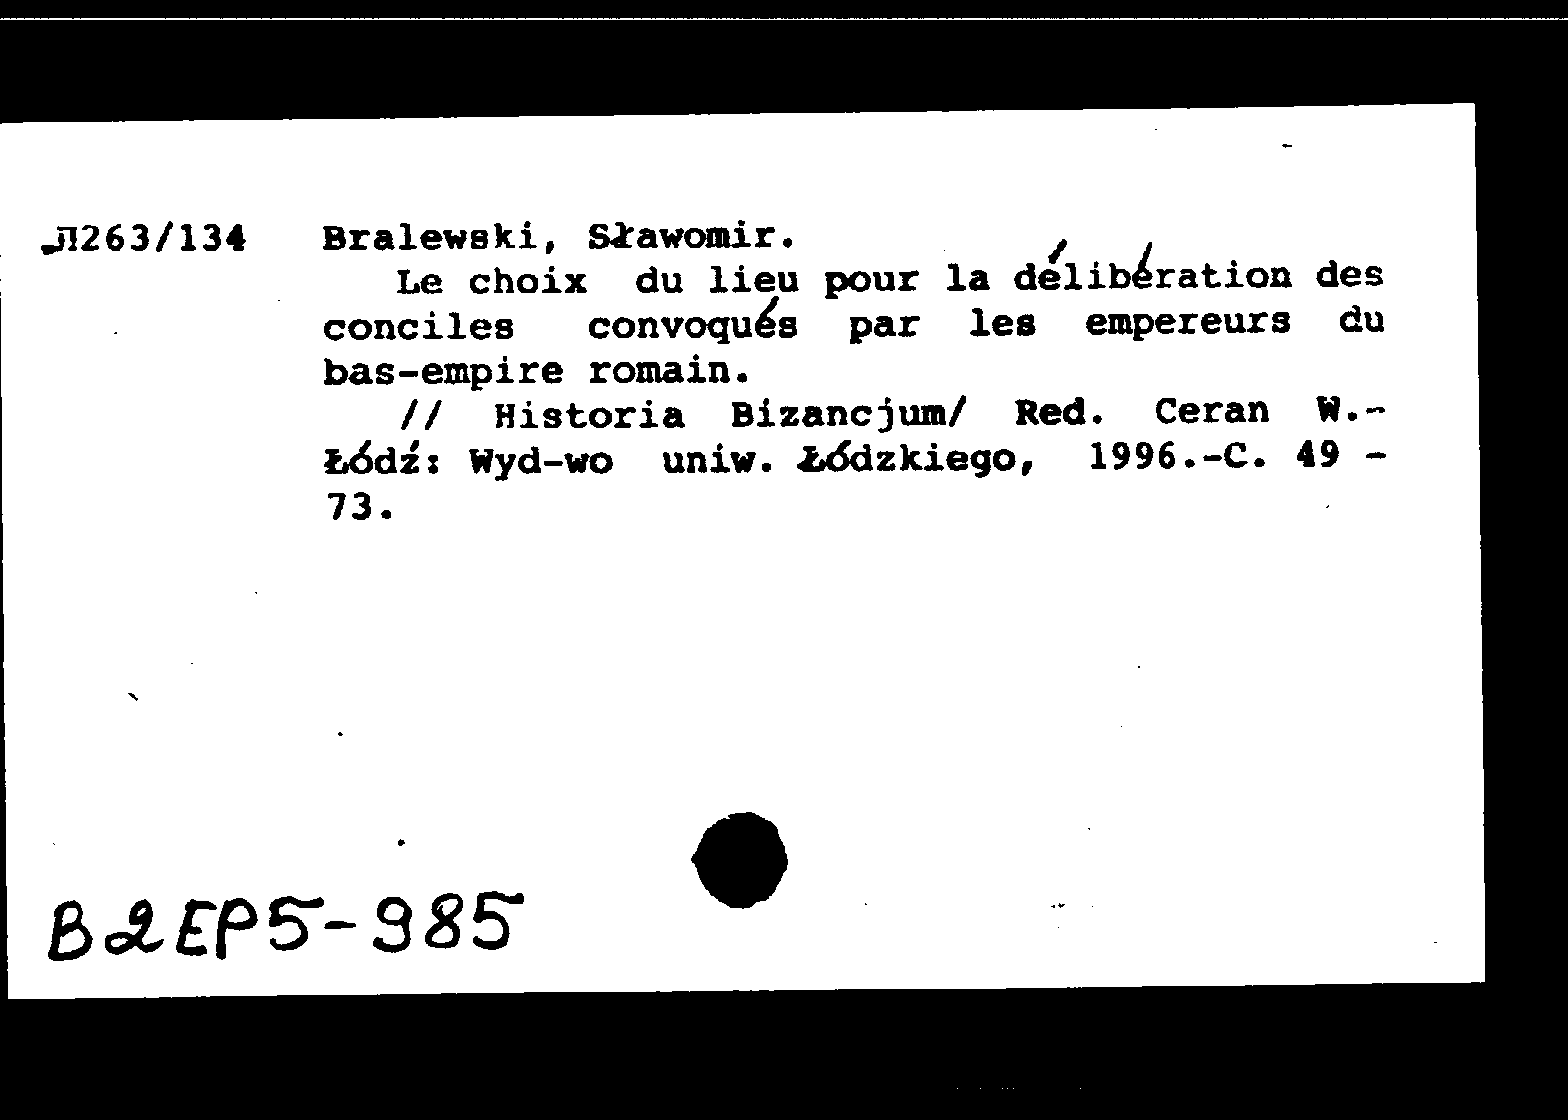 Л263/134 Bralewski, Sławomir.
Le choix du lieu pour la délibération des
conciles convoqués par les empereurs du
bas-empire romain.
// Historia Bizancjum/ Red. Ceran W.-
Łódź: Wyd-wo uniw. Łódzkiego, 1996.-C. 49 -
73.
B2EP5-985